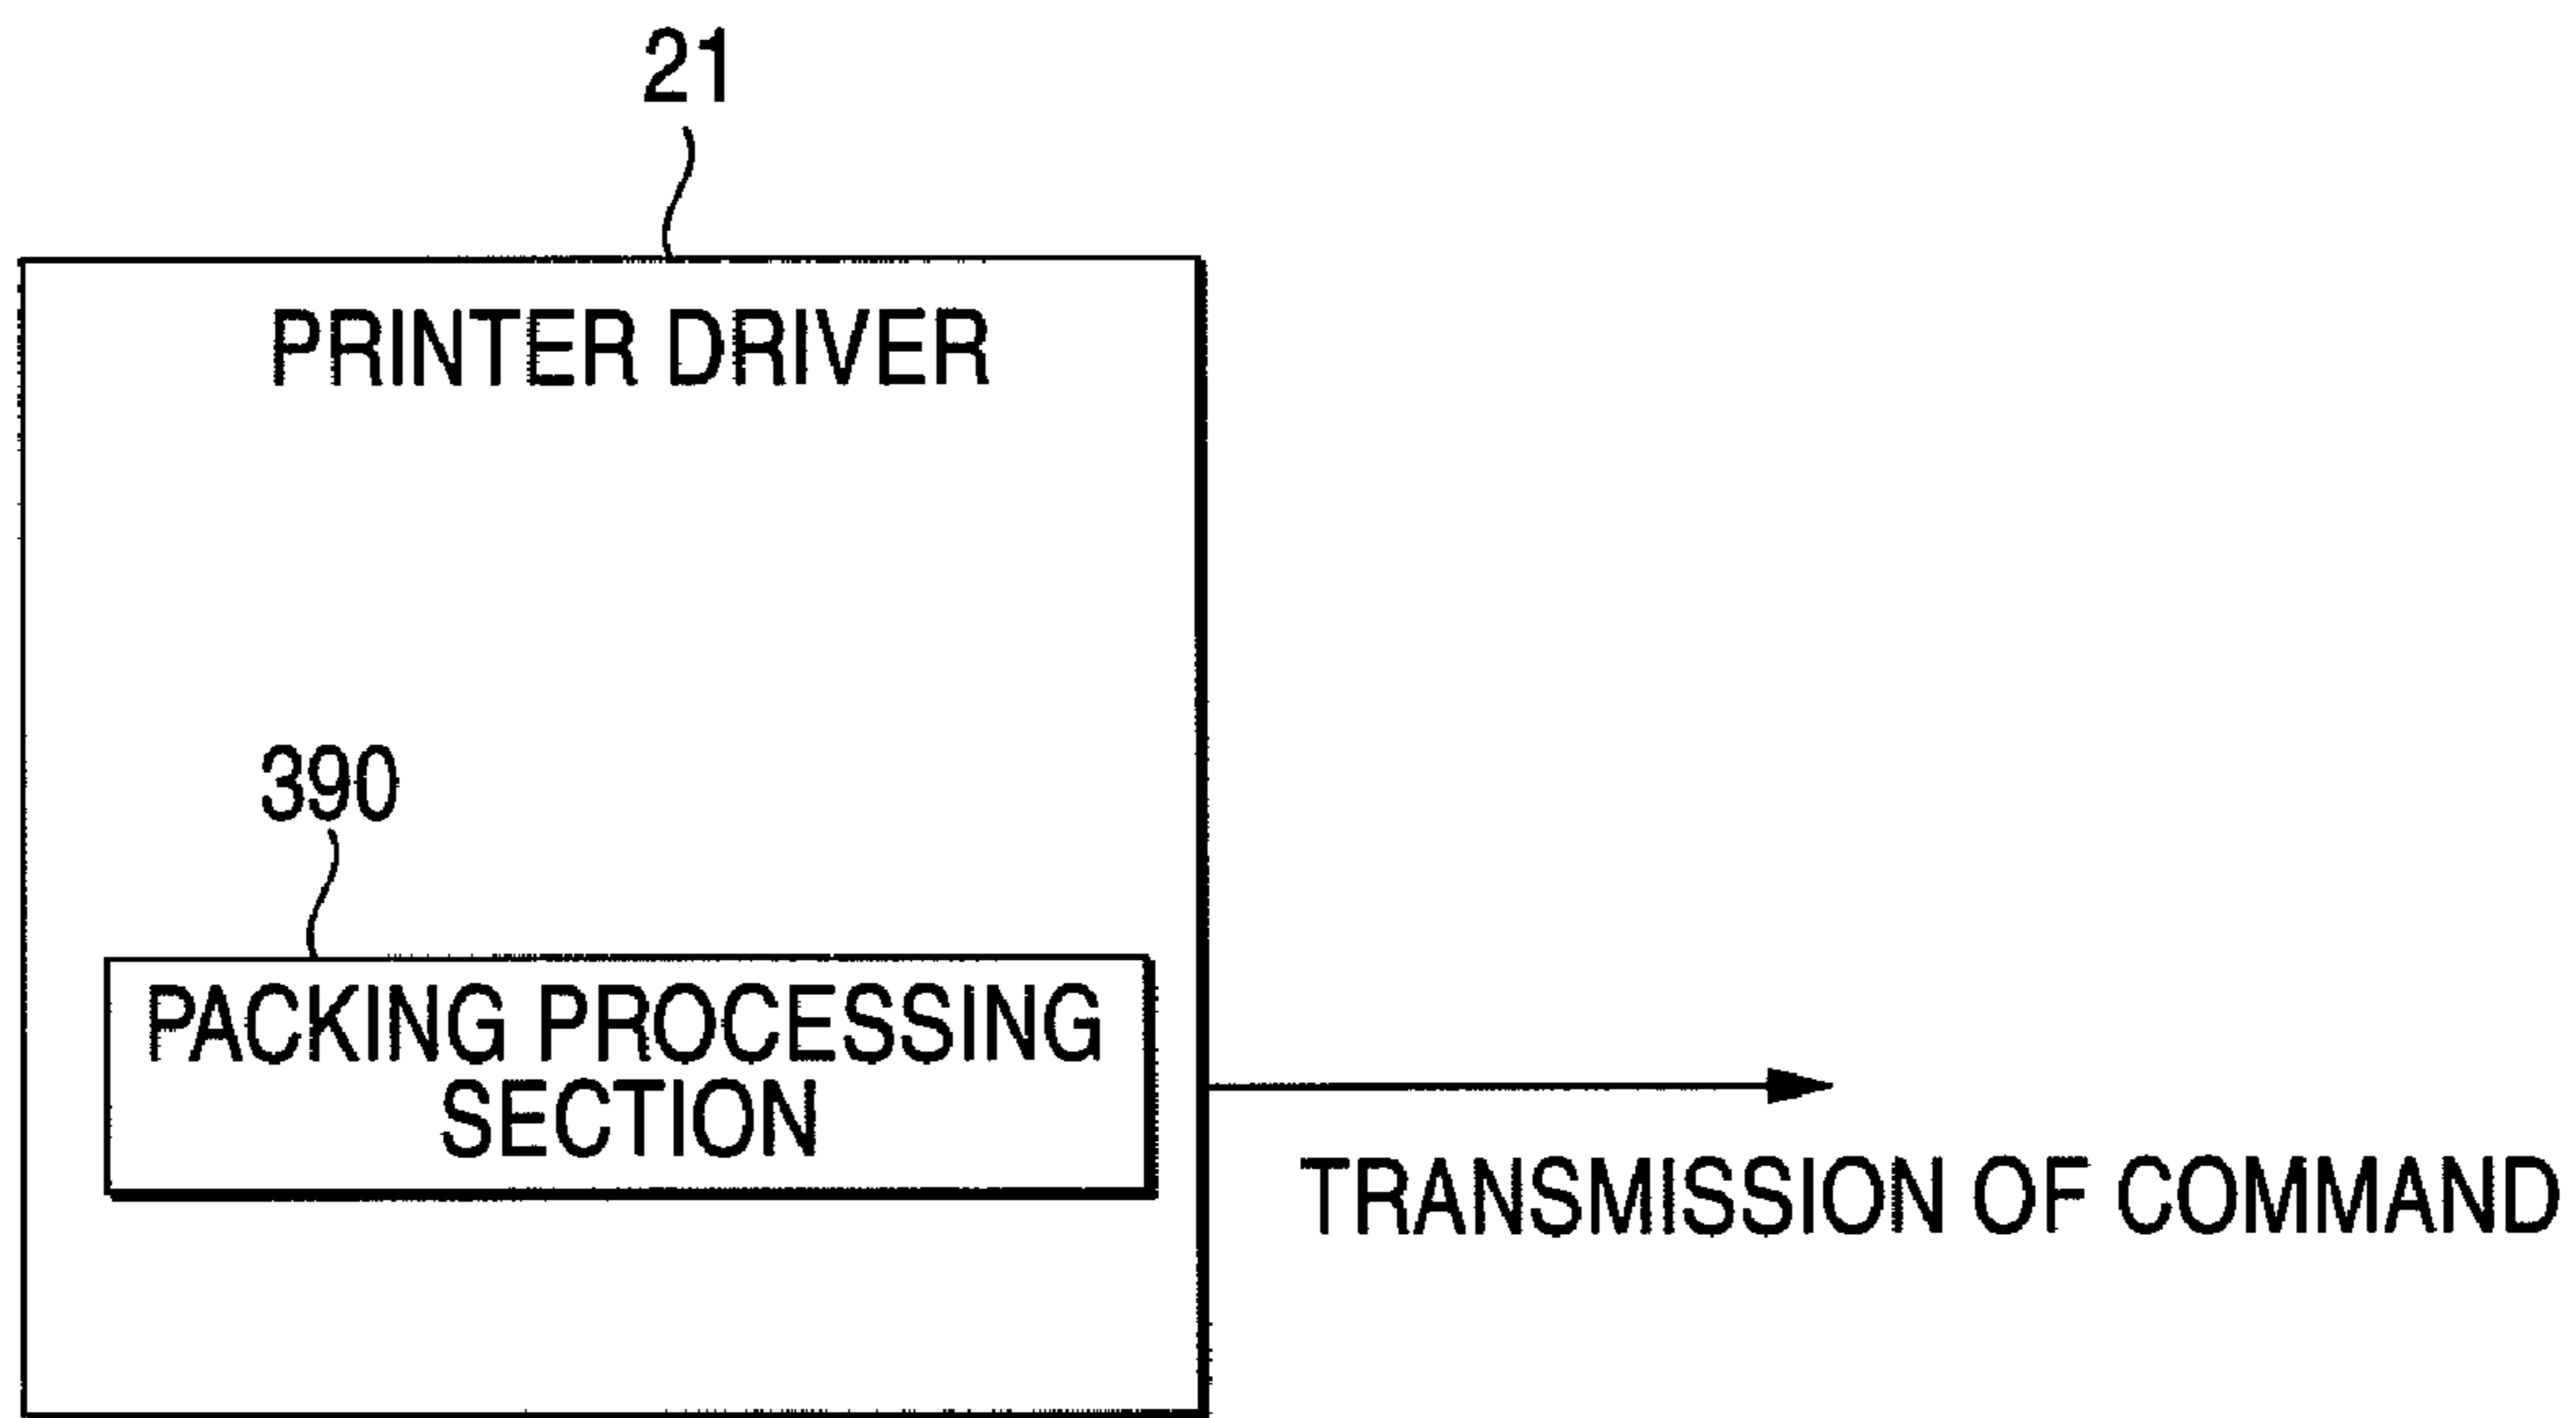 21
PRINTER DRIVER
390
PACKING PROCESSING
SECTION
TRANSMISSION OF COMMAND